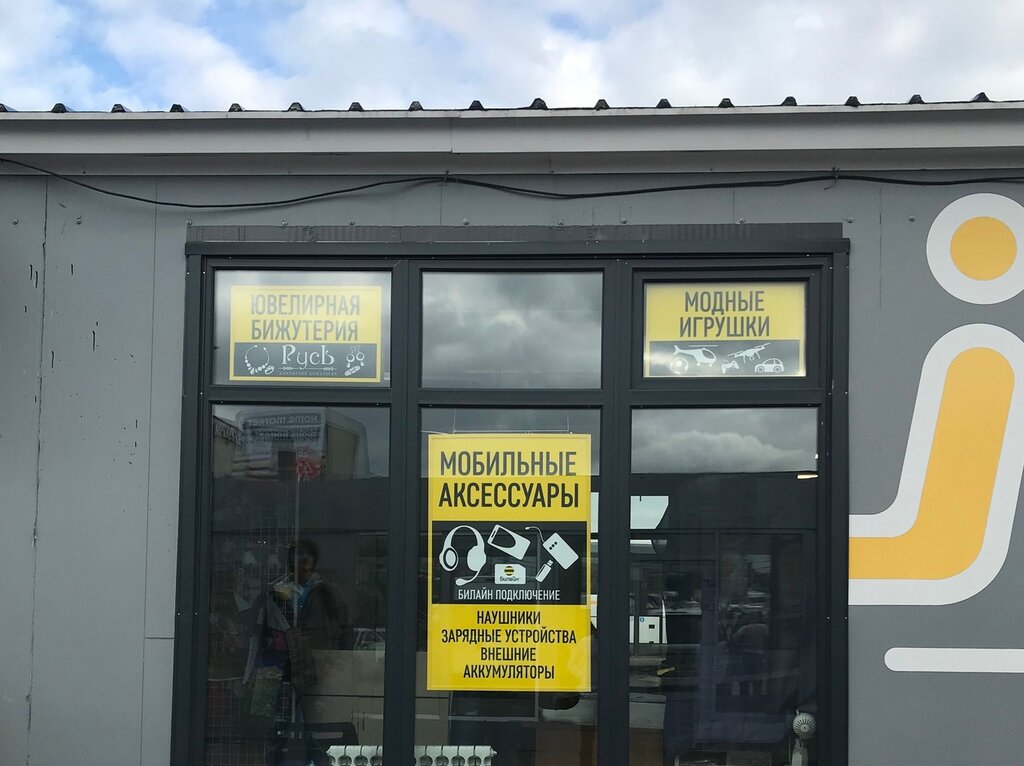 ЮВЕЛИРНАЯ
БИЖУТЕРИЯ
Русь
МОДНЫЕ
ИГРУШКИ
МОБИЛЬНЫЕ
АКСЕССУАРЫ
Билайн
БИЛАЙН ПОДКЛЮЧЕНИЕ
НАУШНИКИ
ЗАРЯДНЫЕ УСТРОЙСТВА
ВНЕШНИЕ
АККУМУЛЯТОРЫ